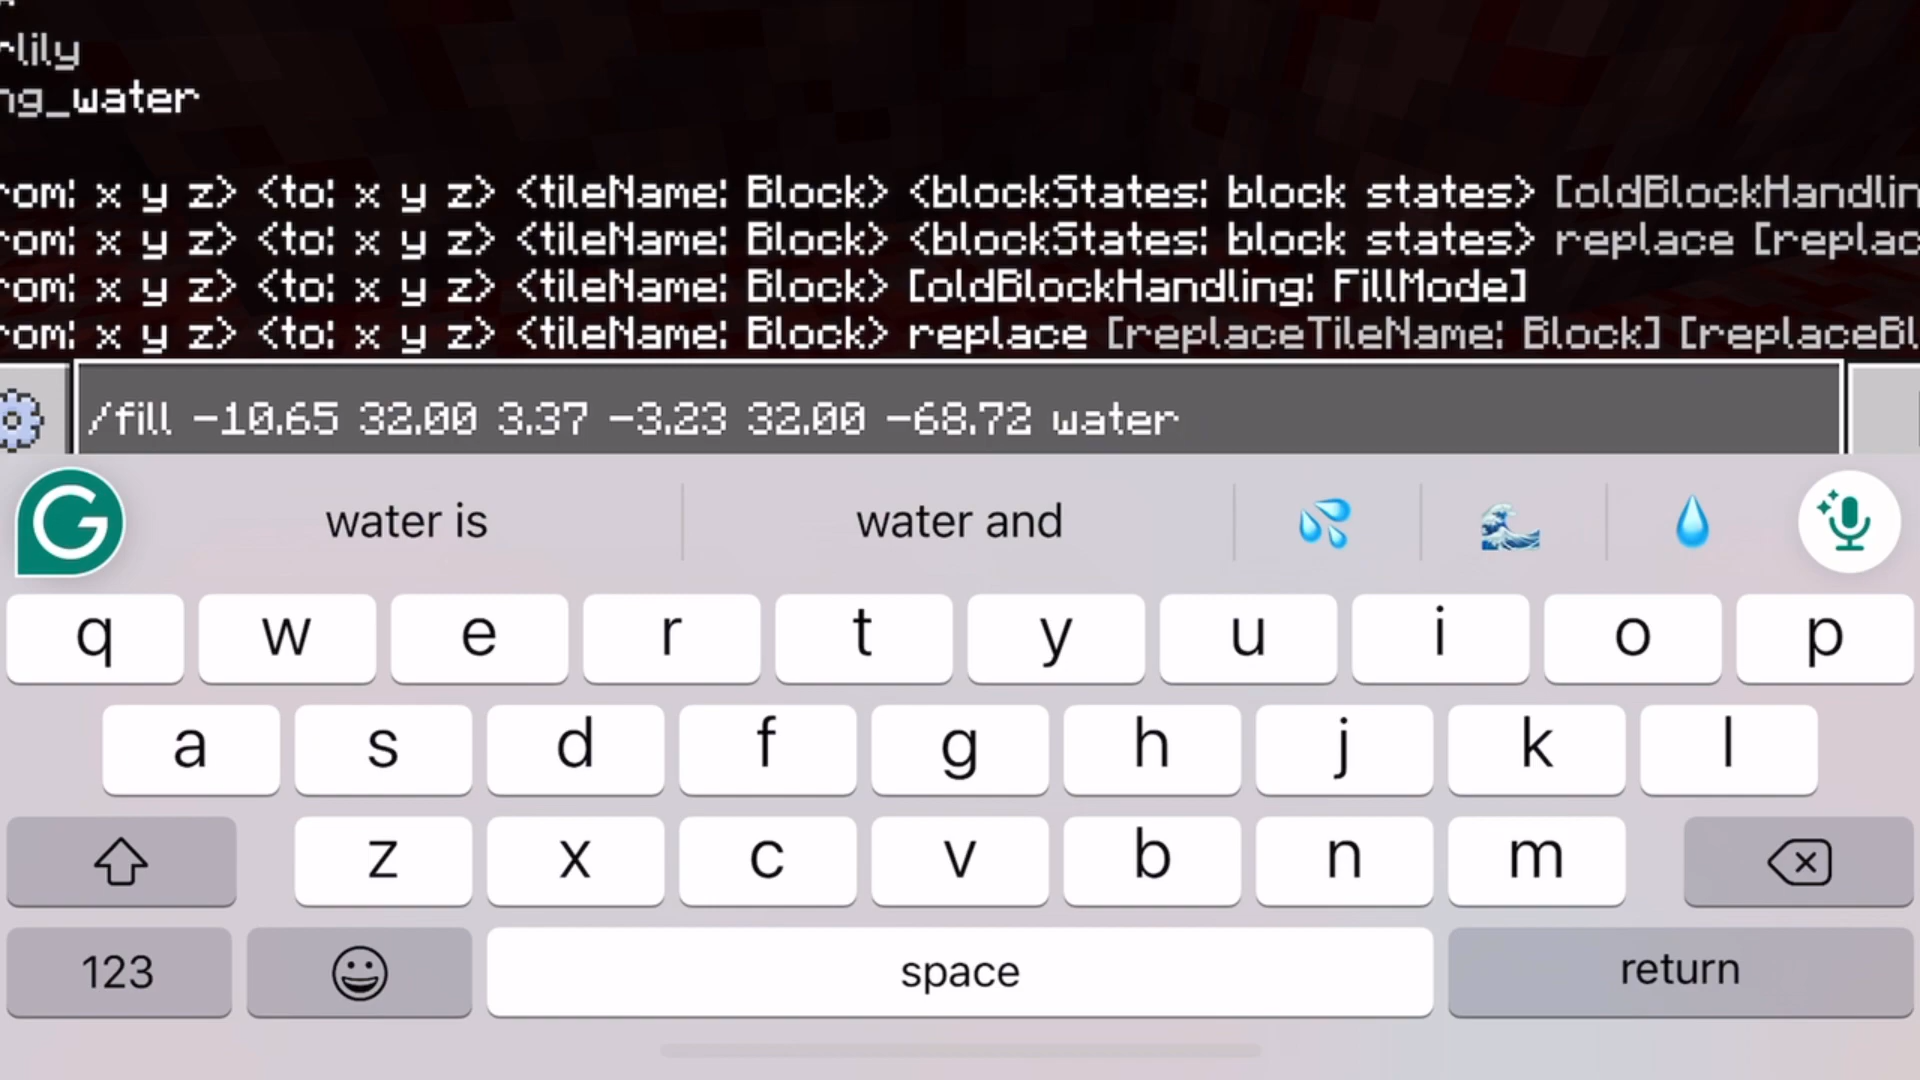 -lily
ng_water
rom: x y z> <to: x y z> <tileName: Block> <blockStates: block states> [oldBlockHandlin
rom: x y z> <to: x y z> <tileName: Block> <blockStates: block states> replace [replac
rom: x y z> <to: x y z> <tileName: Block> [oldBlockHandling: FillMode]
rom: x y z> <to: x y z> <tileName: Block> replace [replaceTileName: Block] [replaceBl
/fill -10.65 32.00 3.37 -3.23 32.00 -68.72 water
G water is water and
q w e r t y u i o p
a s d f g h j k l
z x c v b n m
123 space return